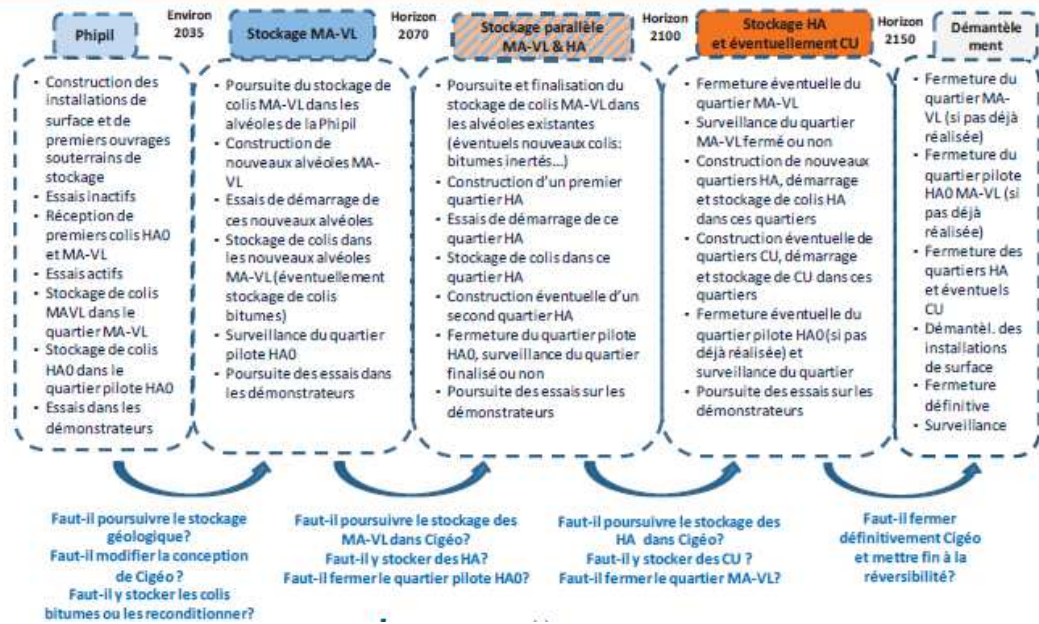 Phipil
Environ
2035
Stockage MA-VL
Horizon
2070
Stockage parallèle
MA-VL & HA
Horizon
2100
Stockage HA
et éventuellement CU
Horizon
2150
Démantèle
ment
• Construction des
installations de
surface et de
premiers ouvrages
souterrains de
stockage
• Essais inactifs
• Réception de
premiers colis HA0
et MA-VL
• Essais actifs
• Stockage de colis
MAVL dans le
quartier MA-VL
• Stockage de colis
HA0 dans le
quartier pilote HA0
• Essais dans les
démonstrateurs
• Poursuite du stockage de
colis MA-VL dans les
alvéoles de la Phipil
• Construction de
nouveaux alvéoles MA-
VL
• Essais de démarrage de
ces nouveaux alvéoles
• Stockage de colis dans
les nouveaux alvéoles
MA-VL (éventuellement
stockage de colis
bitumes)
• Surveillance du quartier
pilote HA0
• Poursuite des essais dans
les démonstrateurs
• Poursuite et finalisation du
stockage de colis MA-VL dans
les alvéoles existantes
(éventuels nouveaux colis:
bitumes inertés...)
• Construction d'un premier
quartier HA
• Essais de démarrage de ce
quartier HA
• Stockage de colis dans ce
quartier HA
• Construction éventuelle d'un
second quartier HA
• Fermeture du quartier pilote
HA0, surveillance du quartier
finalisé ou non
• Poursuite des essais sur les
démonstrateurs
• Fermeture éventuelle du
quartier MA-VL
• Surveillance du quartier
MA-VL fermé ou non
• Construction de nouveaux
quartiers HA, démarrage
et stockage de colis HA
dans ces quartiers
• Construction éventuelle de
quartiers CU, démarrage
et stockage de CU dans ces
quartiers
• Fermeture éventuelle du
quartier pilote HA0 (si pas
déjà réalisée) et
surveillance du quartier
• Poursuite des essais sur les
démonstrateurs
• Fermeture du
quartier MA-
VL (si pas déjà
réalisée)
• Fermeture du
quartier pilote
HA0 MA-VL (si
pas déjà
réalisée)
• Fermeture des
quartiers HA
et éventuels
CU
• Démantèl. des
installations
de surface
• Fermeture
définitive
• Surveillance
Faut-il poursuivre le stockage
géologique?
Faut-il modifier la conception
de Cigéo ?
Faut-il y stocker les colis
bitumes ou les reconditionner?
Faut-il poursuivre le stockage des
MA-VL dans Cigéo?
Faut-il y stocker des HA?
Faut-il fermer le quartier pilote HA0?
Faut-il poursuivre le stockage des
HA dans Cigéo?
Faut-il y stocker des CU ?
Faut-il fermer le quartier MA-VL?
Faut-il fermer
définitivement Cigéo
et mettre fin à la
réversibilité?